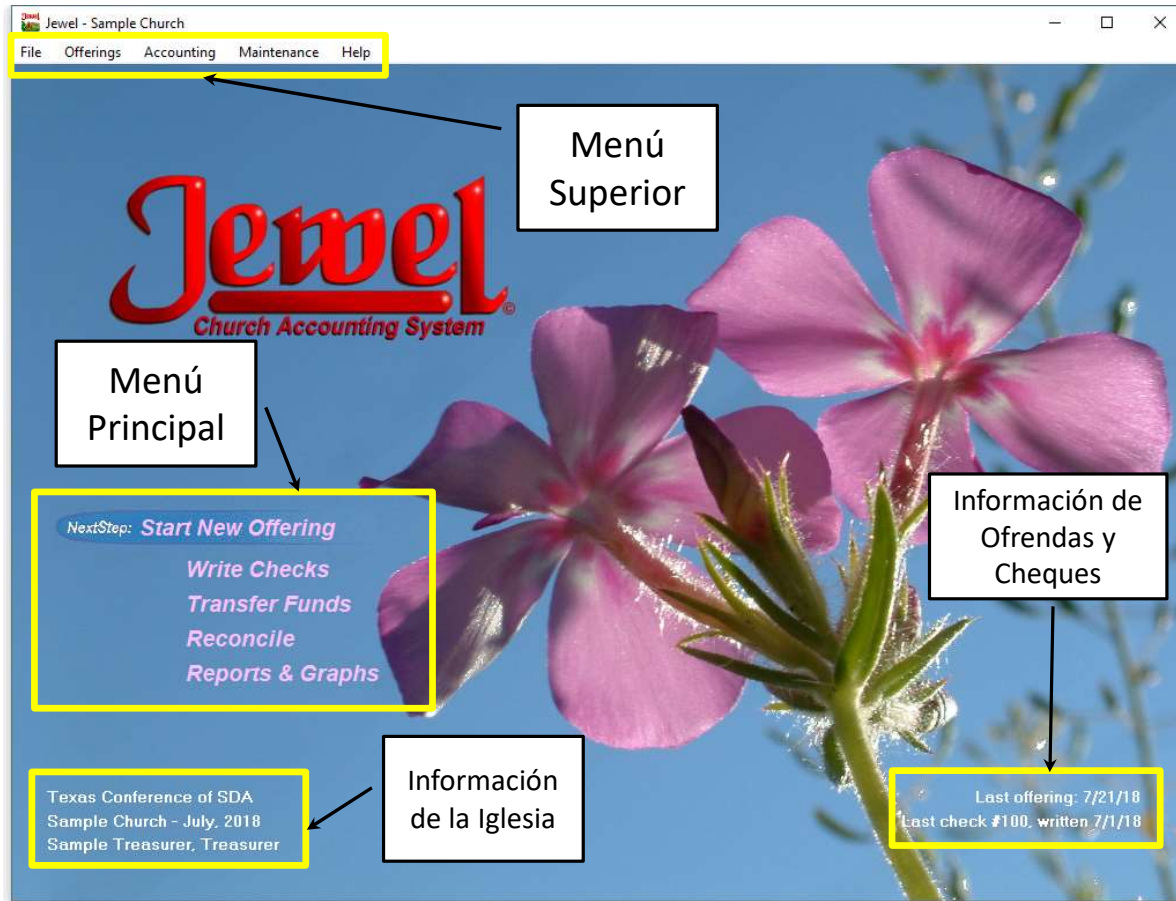 Jewel - Sample Church
File Offerings Accounting Maintenance Help
Menú
Superior
Jewel
©
Church Accounting System
Menú
Principal
NextStep: Start New Offering
Write Checks
Transfer Funds
Reconcile
Reports & Graphs
Información de
Ofrendas y
Cheques
Información
de la Iglesia
Texas Conference of SDA
Sample Church - July, 2018
Sample Treasurer, Treasurer
Last offering: 7/21/18
Last check #100, written 7/1/18